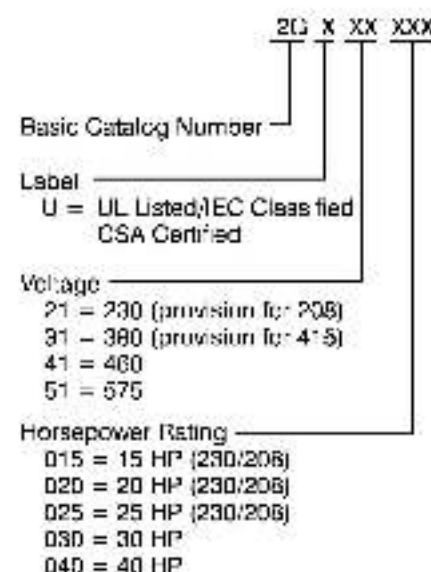 2G X XX XXX
Basic Catalog Number
Label
U = UL Listed/IEC Classified
CSA Certified
Voltage
21 = 230 (provision for 208)
31 = 380 (provision for 415)
41 = 460
51 = 575
Horsepower Rating
015 = 15 HP (230/208)
020 = 20 HP (230/208)
025 = 25 HP (230/208)
030 = 30 HP
040 = 40 HP